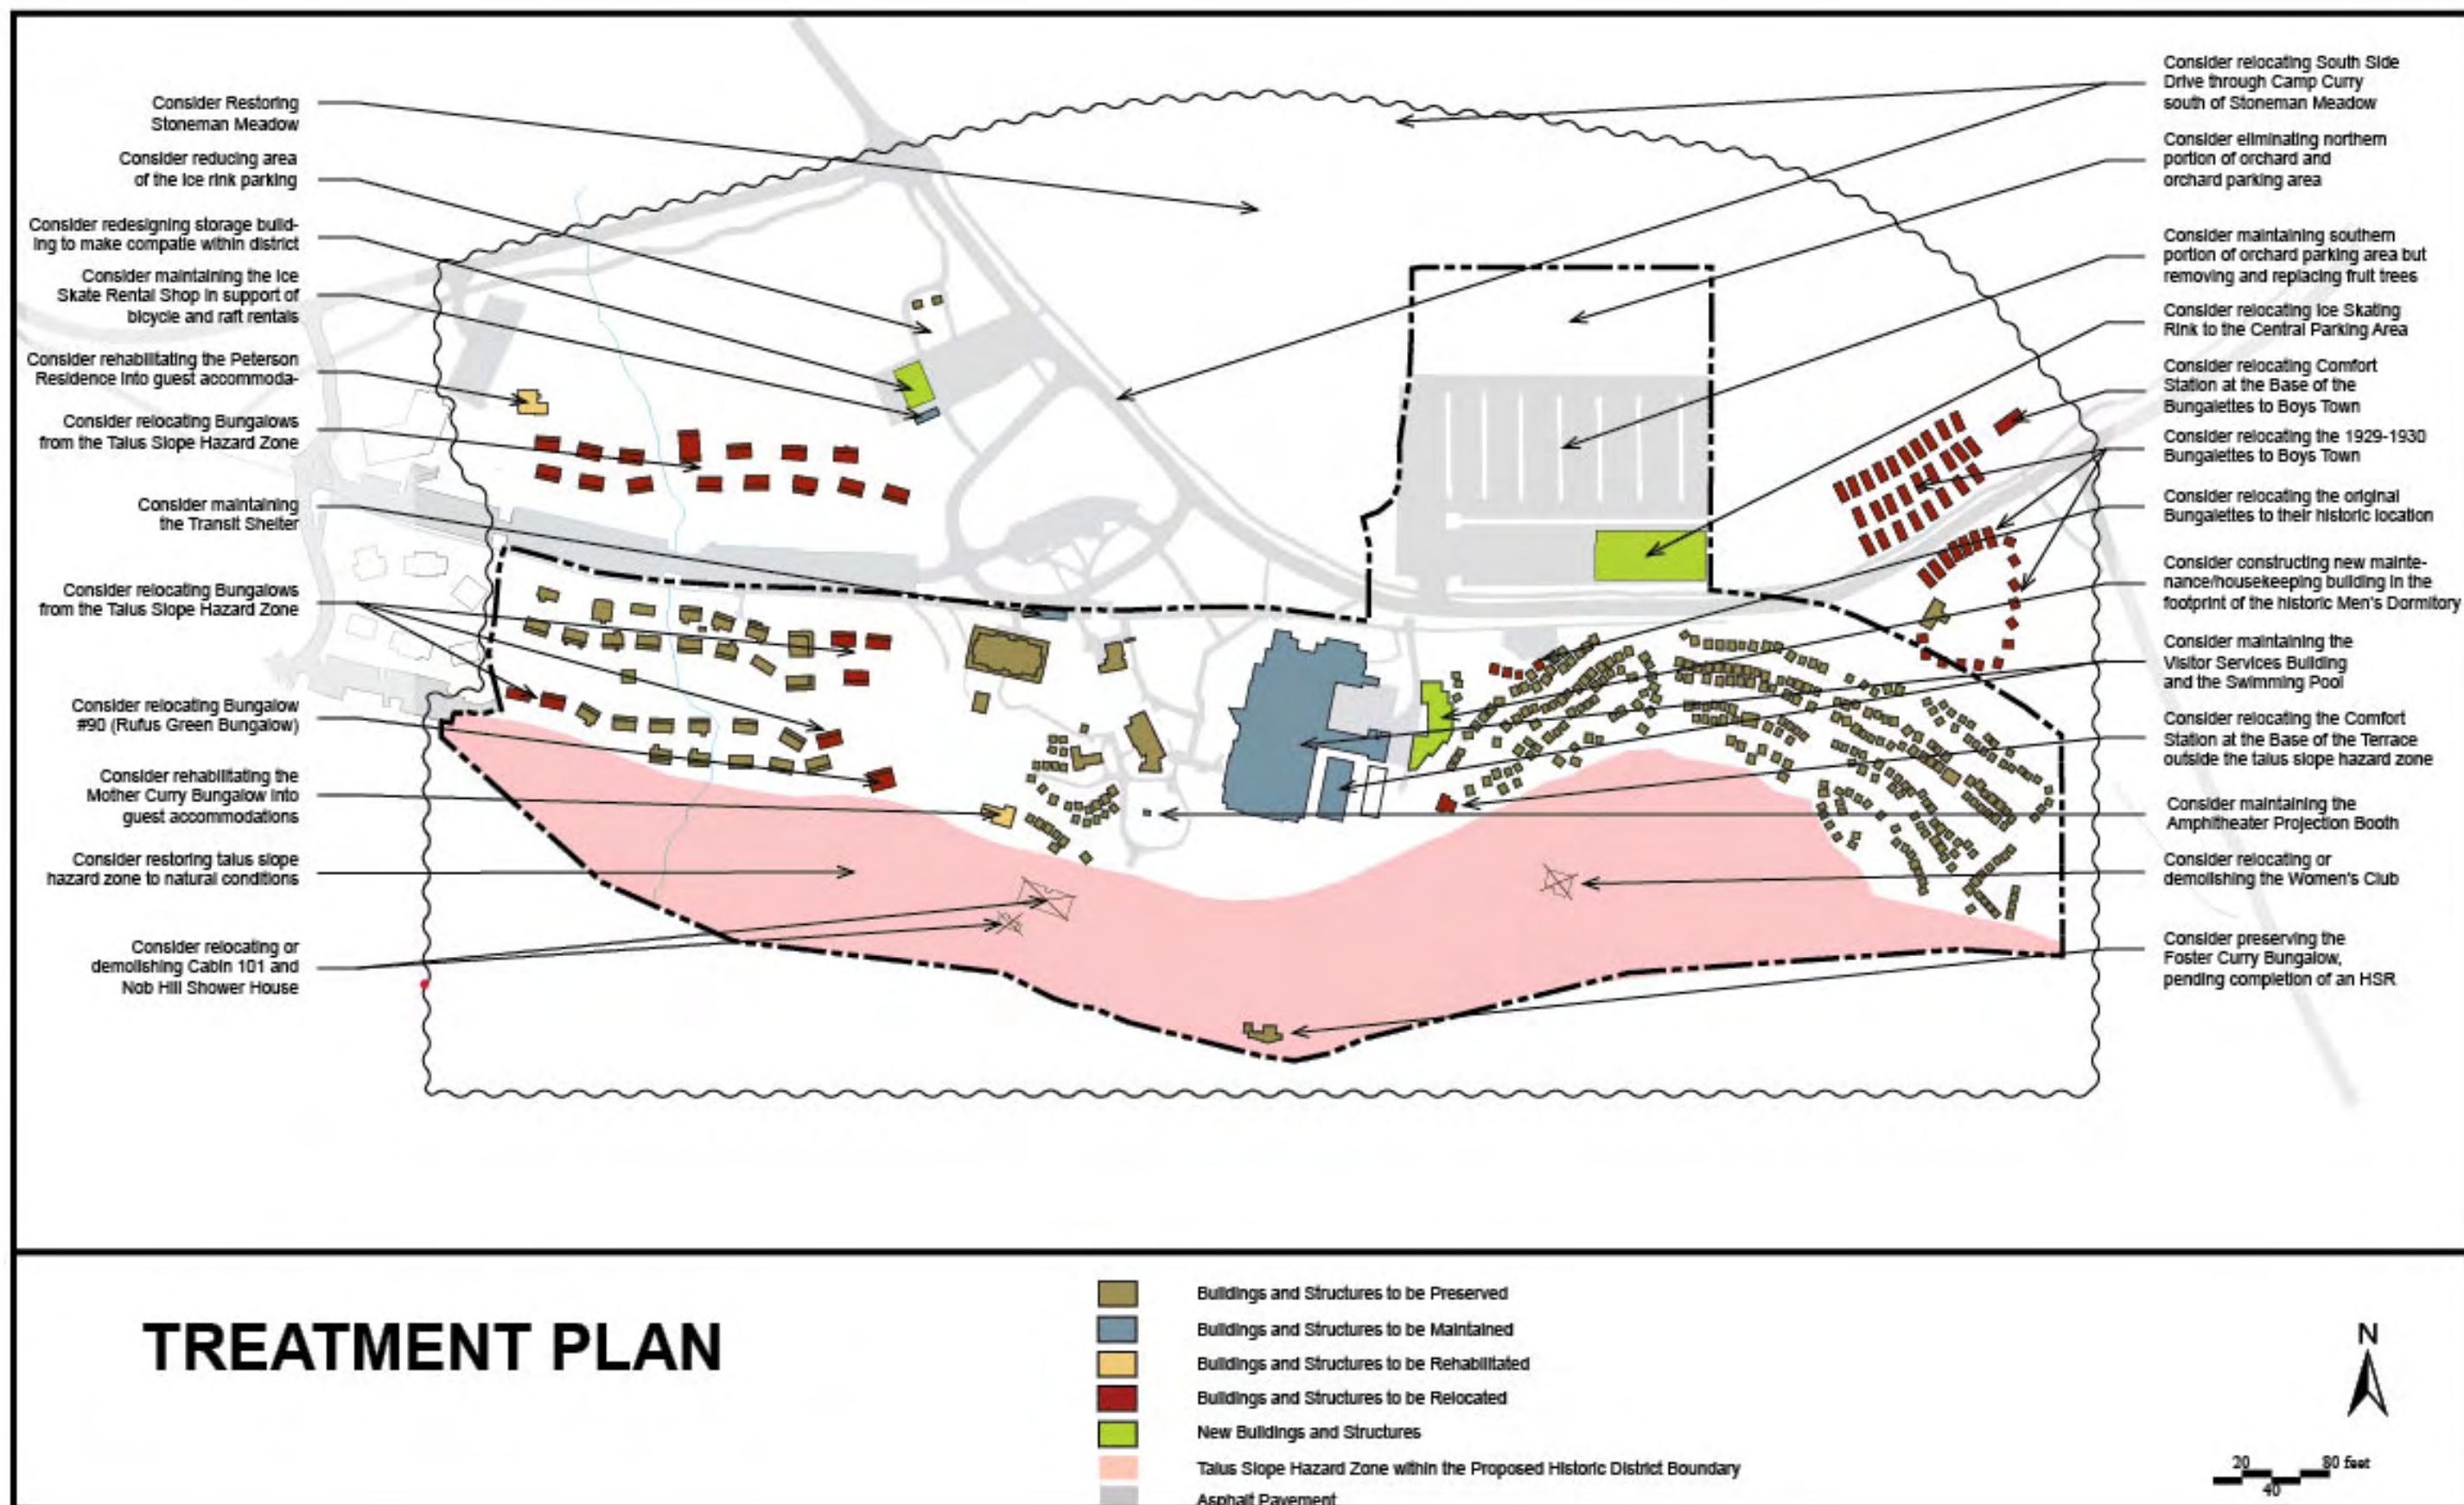 Consider Restoring
Stoneman Meadow
Consider reducing area
of the ice rink parking
Consider redesigning storage build-
ing to make compatie within district
Consider maintaining the Ice
Skate Rental Shop in support of
bicycle and raft rentals
Consider rehabilitating the Peterson
Residence into guest accommoda-
Consider relocating Bungalows
from the Talus Slope Hazard Zone
Consider maintaining
the Transit Shelter
Consider relocating Bungalows
from the Talus Slope Hazard Zone
Consider relocating Bungalow
#90 (Rufus Green Bungalow)
Consider rehabilitating the
Mother Curry Bungalow into
guest accommodations
Consider restoring talus slope
hazard zone to natural conditions
Consider relocating or
demolishing Cabin 101 and
Nob Hill Shower House
Consider relocating South Side
Drive through Camp Curry
south of Stoneman Meadow
Consider eliminating northern
portion of orchard and
orchard parking area
Consider maintaining southern
portion of orchard parking area but
removing and replacing fruit trees
Consider relocating Ice Skating
Rink to the Central Parking Area
Consider relocating Comfort
Station at the Base of the
Bungalettes to Boys Town
Consider relocating the 1929-1930
Bungalettes to Boys Town
Consider relocating the original
Bungalettes to their historic location
Consider constructing new mainte-
nance/housekeeping building in the
footprint of the historic Men's Dormitory
Consider maintaining the
Visitor Services Building
and the Swimming Pool
Consider relocating the Comfort
Station at the Base of the Terrace
outside the talus slope hazard zone
Consider maintaining the
Amphitheater Projection Booth
Consider relocating or
demolishing the Women's Club
Consider preserving the
Foster Curry Bungalow,
pending completion of an HSR
TREATMENT PLAN
Buildings and Structures to be Preserved
Buildings and Structures to be Maintained
Buildings and Structures to be Rehabilitated
Buildings and Structures to be Relocated
New Buildings and Structures
Talus Slope Hazard Zone within the Proposed Historic District Boundary
Asphalt Pavement
N
20 80 feet
40